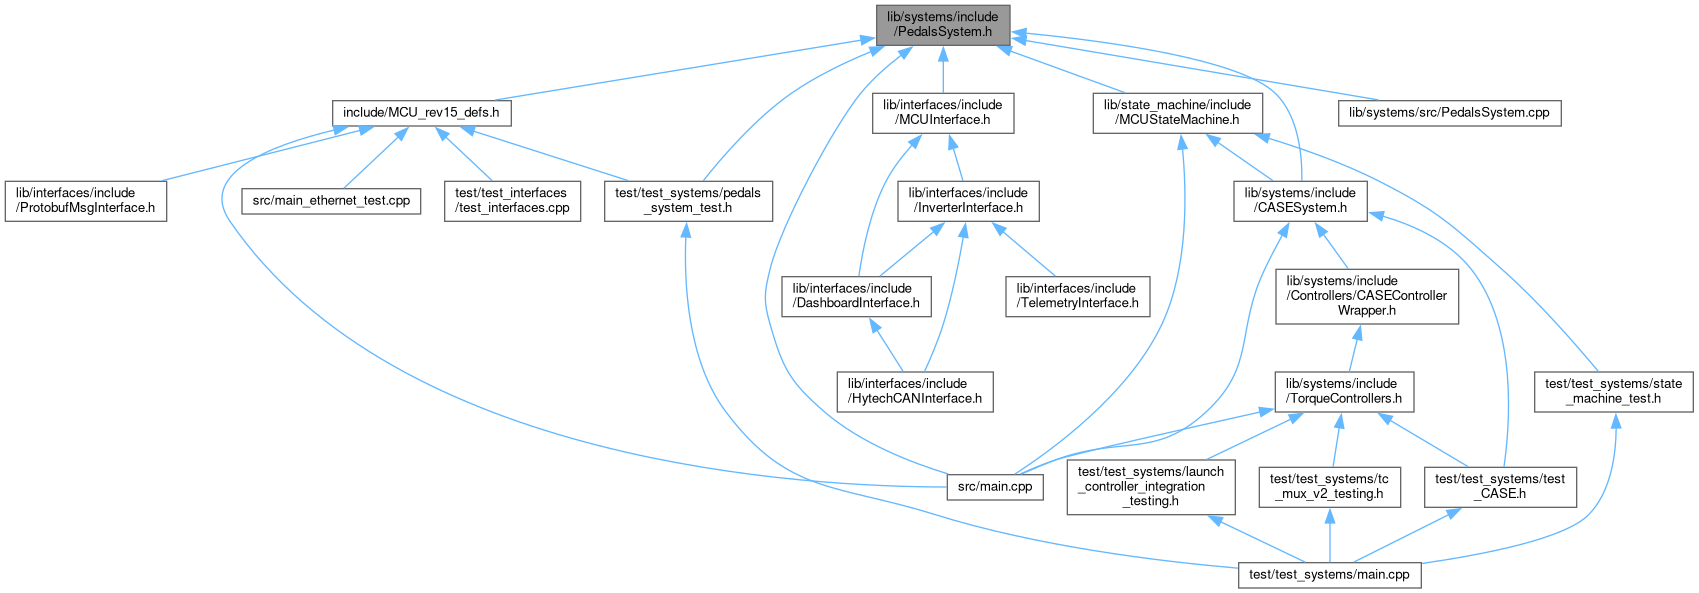 lib/systems/include
/PedalsSystem.h
include/MCU_rev15_defs.h
lib/interfaces/include
/MCUInterface.h
lib/state_machine/include
/MCUStateMachine.h
lib/systems/src/PedalsSystem.cpp
lib/interfaces/include
/ProtobufMsgInterface.h
src/main_ethernet_test.cpp
test/test_interfaces
/test_interfaces.cpp
test/test_systems/pedals
_system_test.h
lib/interfaces/include
/InverterInterface.h
lib/systems/include
/CASESystem.h
lib/interfaces/include
/DashboardInterface.h
lib/interfaces/include
/TelemetryInterface.h
lib/systems/include
/Controllers/CASEController
Wrapper.h
lib/interfaces/include
/HytechCANInterface.h
lib/systems/include
/TorqueControllers.h
test/test_systems/state
_machine_test.h
src/main.cpp
test/test_systems/launch
_controller_integration
_testing.h
test/test_systems/tc
_mux_v2_testing.h
test/test_systems/test
_CASE.h
test/test_systems/main.cpp